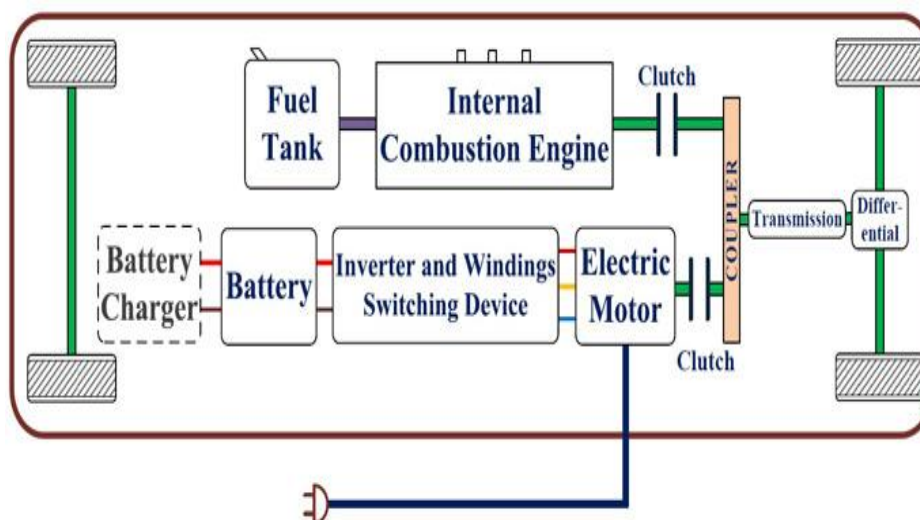 Fuel
Tank
Internal
Combustion Engine
Clutch
COUPLER
Transmission
Differ-
ential
Battery
Charger
Battery
Inverter and Windings
Switching Device
Electric
Motor
Clutch